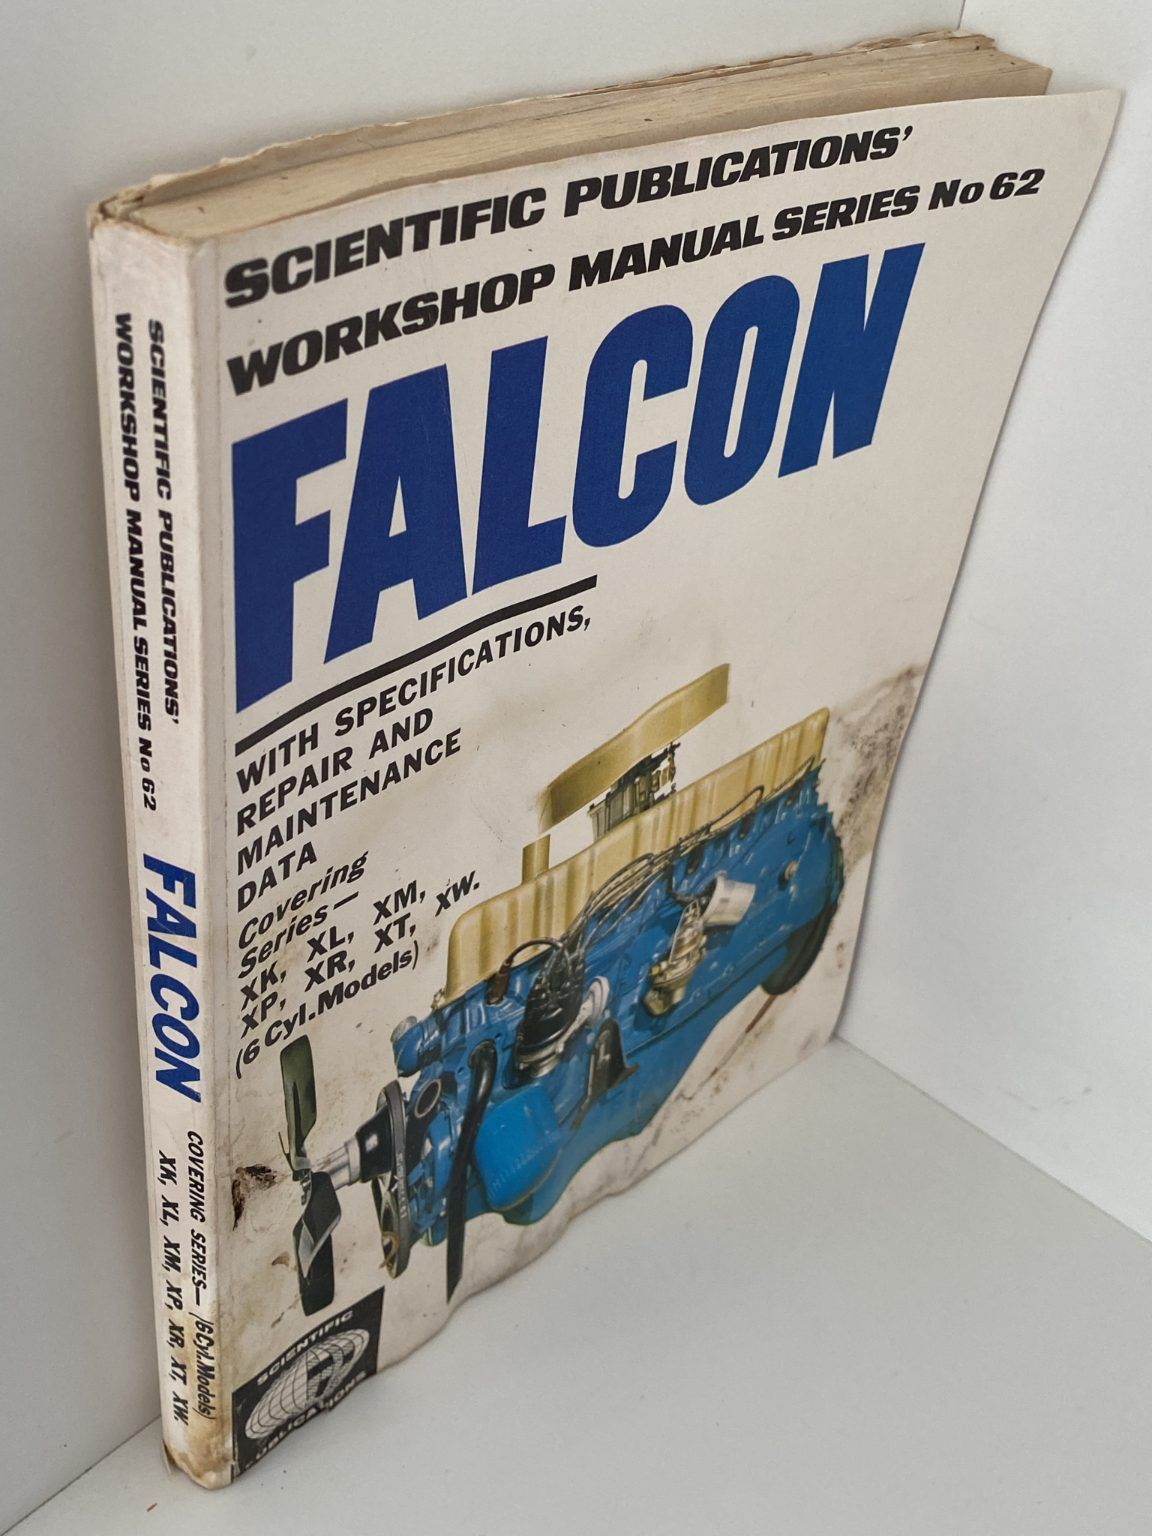 SCIENTIFIC PUBLICATIONS'
WORKSHOP MANUAL SERIES No 62
FALCON
WITH SPECIFICATIONS,
REPAIR AND
MAINTENANCE
DATA
Covering
Series—
XK, XL, XM,
XP, XR, XT, XW.
(6 Cyl. Models)
SCIENTIFIC
PUBLICATIONS
SCIENTIFIC PUBLICATIONS'
WORKSHOP MANUAL SERIES No 62
FALCON
COVERING SERIES— (6 Cyl. Models)
XK, XL, XM, XP, XR, XT, XW.